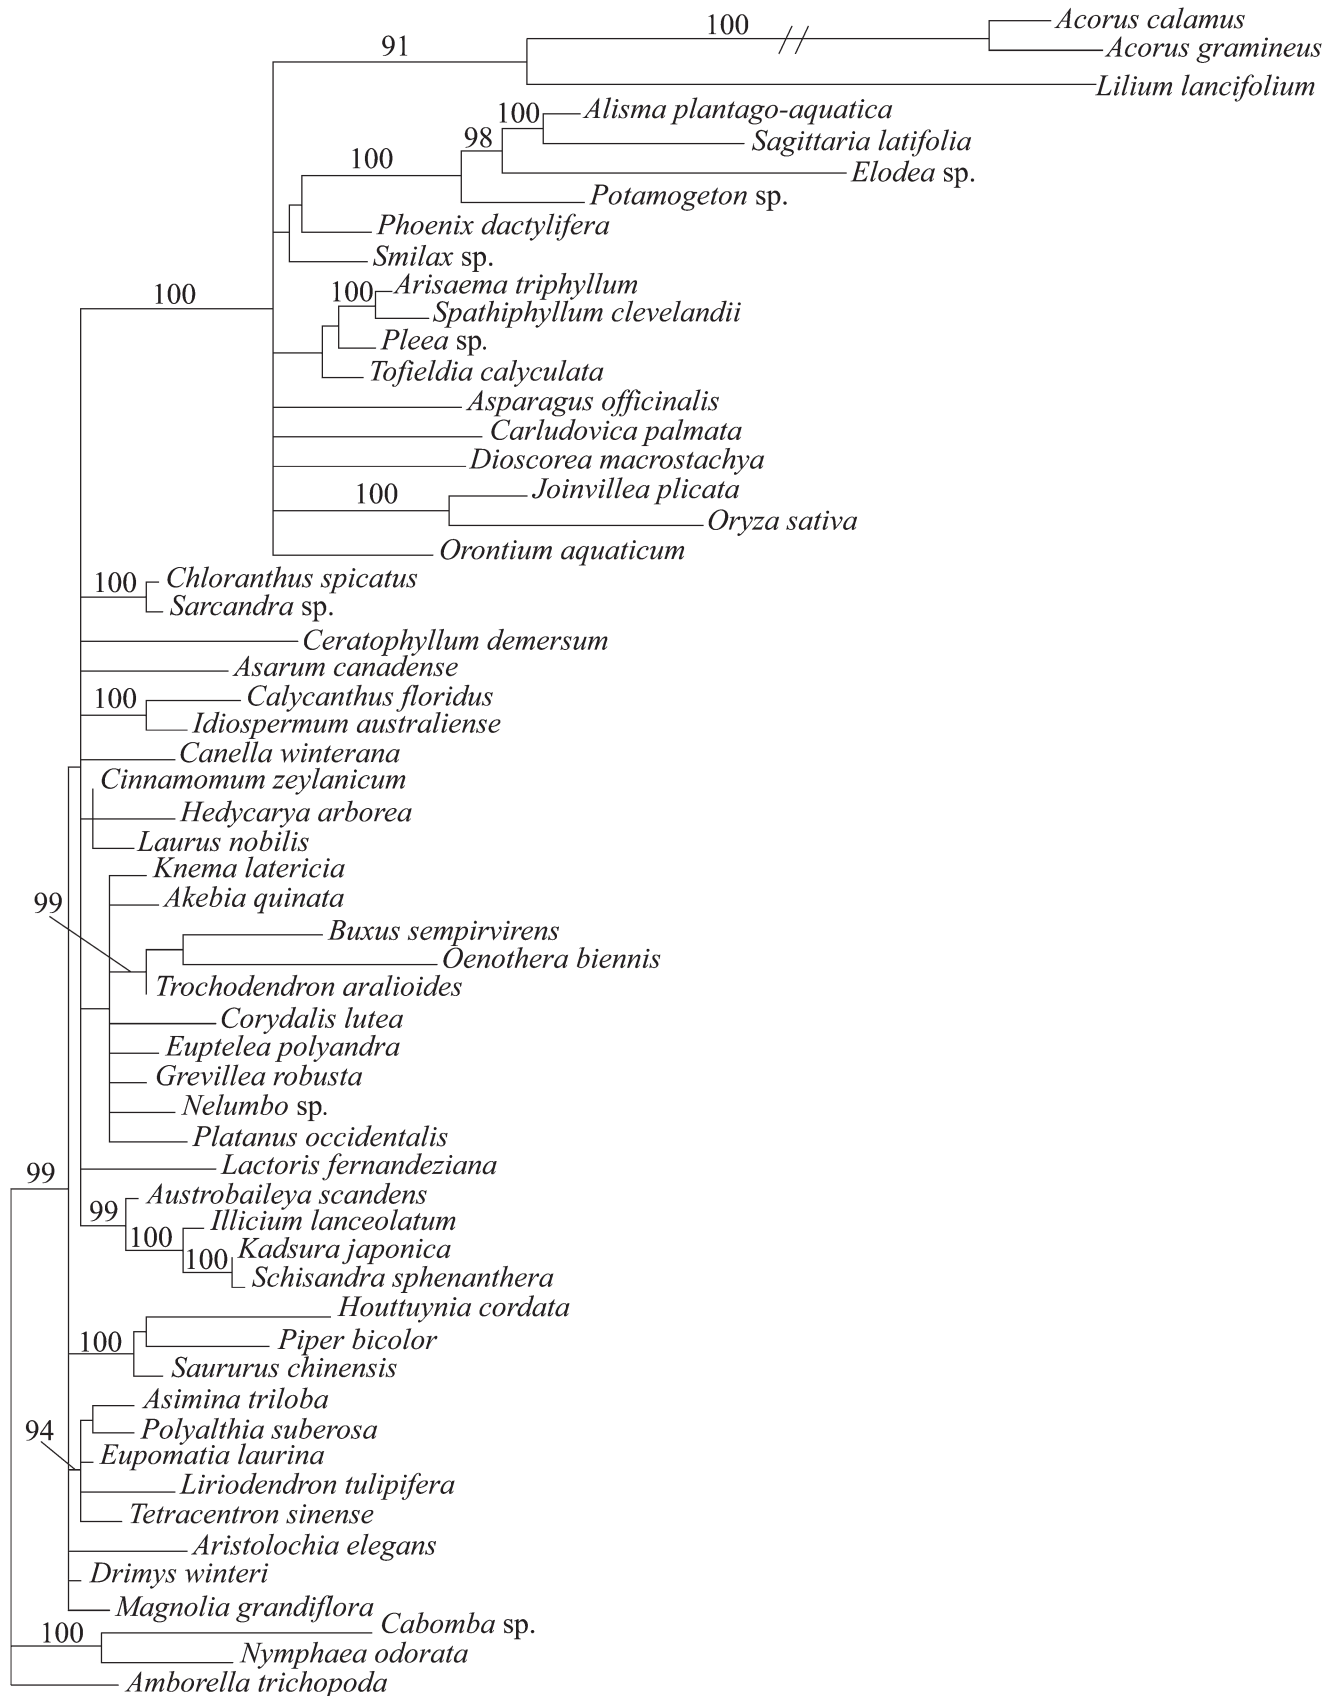 100
Acorus calamus
91
Acorus gramineus
Lilium lancifolium
100
Alisma plantago-aquatica
98
Sagittaria latifolia
100
Elodea sp.
Potamogeton sp.
Phoenix dactylifera
Smilax sp.
100
Arisaema triphyllum
100
Spathiphyllum clevelandii
Pleea sp.
Tofieldia calyculata
Asparagus officinalis
Carludovica palmata
Dioscorea macrostachya
100
Joinvillea plicata
Oryza sativa
Orontium aquaticum
100
Chloranthus spicatus
Sarcandra sp.
Ceratophyllum demersum
Asarum canadense
100
Calycanthus floridus
Idiospermum australiense
Canella winterana
Cinnamomum zeylanicum
Hedycarya arborea
Laurus nobilis
Knema latericia
99
Akebia quinata
Buxus sempirvirens
Oenothera biennis
Trochodendron aralioides
Corydalis lutea
Euptelea polyandra
Grevillea robusta
Nelumbo sp.
Platanus occidentalis
99
Lactoris fernandeziana
99
Austrobaileya scandens
100
Illicium lanceolatum
100
Kadsura japonica
Schisandra sphenanthera
Houttuynia cordata
100
Piper bicolor
Saururus chinensis
Asimina triloba
94
Polyalthia suberosa
Eupomatia laurina
Liriodendron tulipifera
Tetracentron sinense
Aristolochia elegans
Drimys winteri
Magnolia grandiflora
100
Cabomba sp.
Nymphaea odorata
Amborella trichopoda